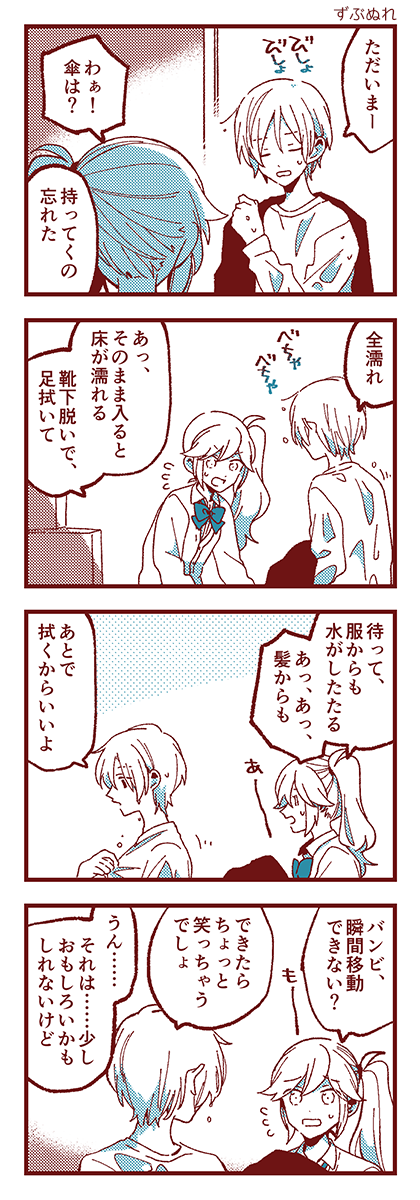 ずぶぬれ
ただいまー
びしょ
びしょ
わぁ！
傘は？
持ってくの
忘れた
全濡れ
べちゃ
べちゃ
あっ、
そのまま入ると
床が濡れる
靴下脱いで、
足拭いて
待って、
服からも
水がしたたる
あっ、あっ、
髪からも
あー
あとで
拭くからいいよ
バンビ、
瞬間移動
できない？
もー
できたら
ちょっと
笑っちゃう
でしょ
うん……
それは……少し
おもしろいかも
しれないけど